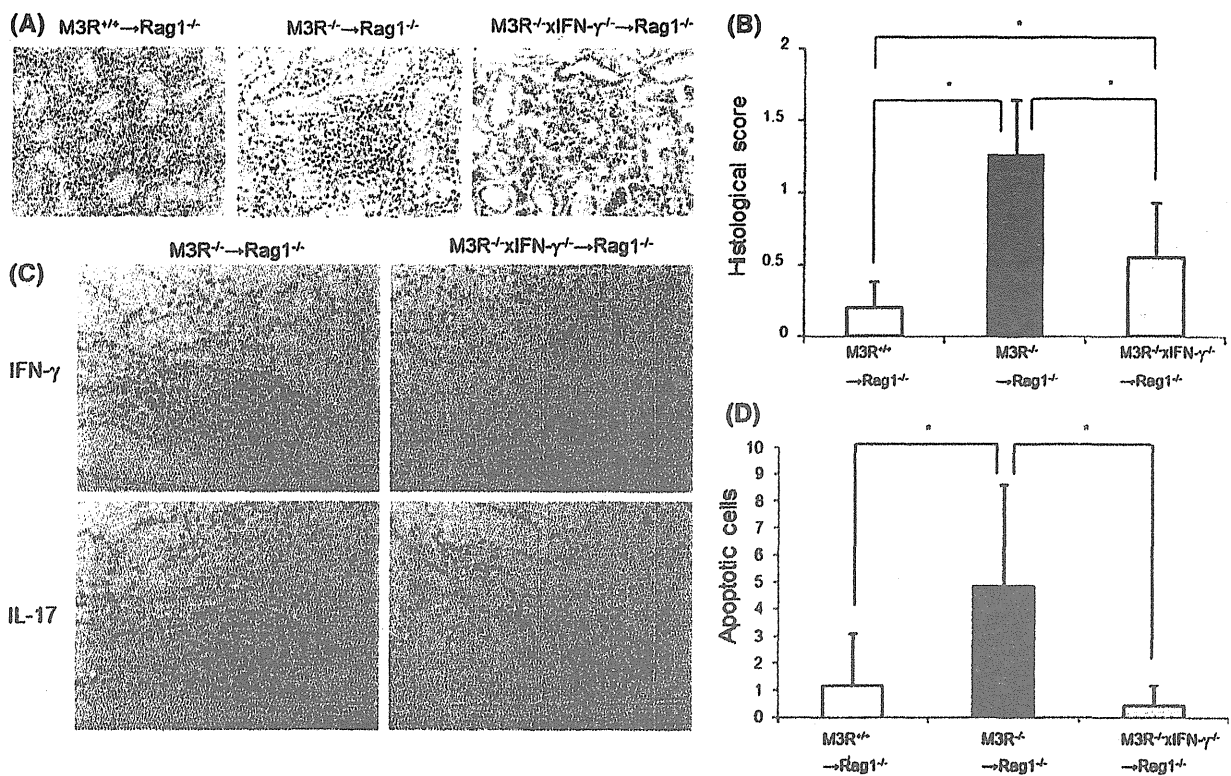 (A) M3R⁺/⁺→Rag1⁻/⁻ M3R⁻/⁻→Rag1⁻/⁻ M3R⁻/⁻xIFN-γ⁻/⁻→Rag1⁻/⁻
(B)
*
* *
2
1.5
1
0.5
0
Histological score
M3R⁺/⁺ M3R⁻/⁻ M3R⁻/⁻xIFN-γ⁻/⁻
→Rag1⁻/⁻ →Rag1⁻/⁻ →Rag1⁻/⁻
(C)
M3R⁻/⁻→Rag1⁻/⁻ M3R⁻/⁻xIFN-γ⁻/⁻→Rag1⁻/⁻
IFN-γ
IL-17
(D)
* *
10
9
8
7
6
5
4
3
2
1
0
Apoptotic cells
M3R⁺/⁺ M3R⁻/⁻ M3R⁻/⁻xIFN-γ⁻/⁻
→Rag1⁻/⁻ →Rag1⁻/⁻ →Rag1⁻/⁻